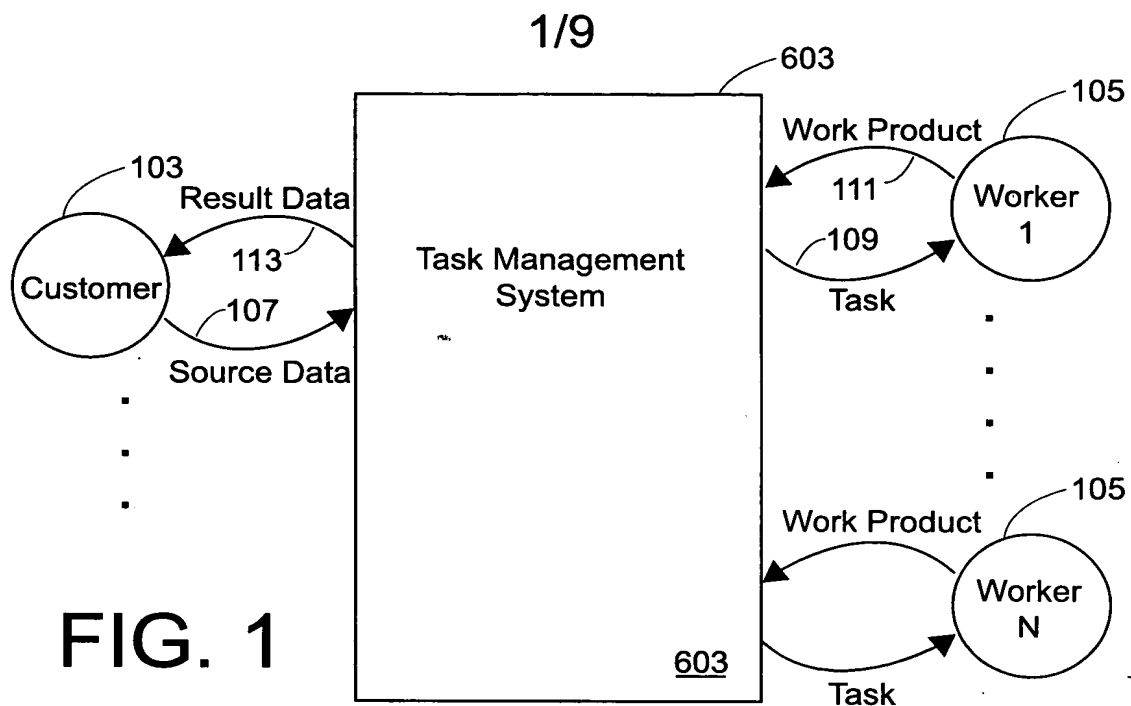 1/9
603
105
Work Product
111
Worker
1
109
Task
103
Result Data
113
Customer
107
Source Data
Task Management
System
105
Work Product
Worker
N
Task
603
FIG. 1